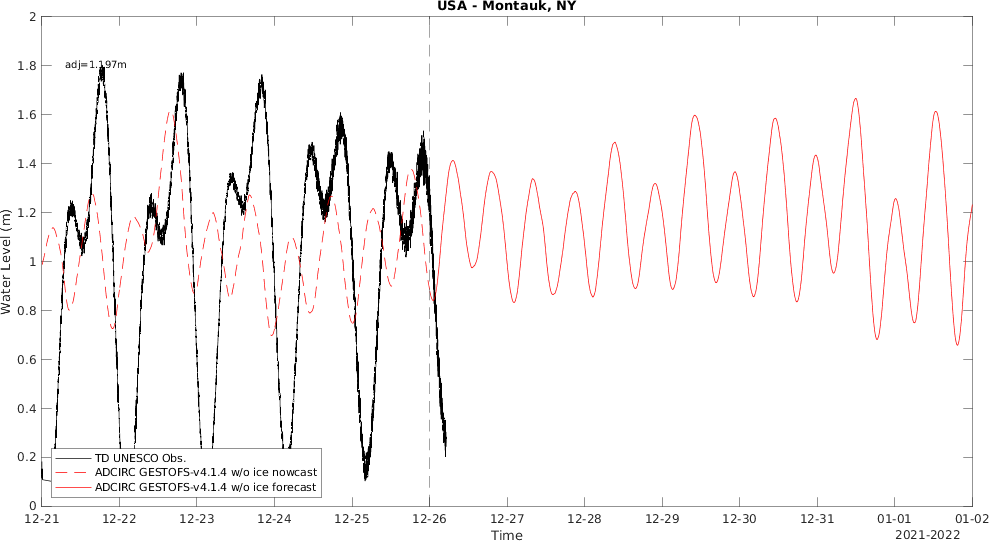 USA - Montauk, NY
2
1.8
1.6
1.4
1.2
1
0.8
0.6
0.4
0.2
0
Water Level (m)
adj=1.197m
TD UNESCO Obs.
ADCIRC GESTOFS-v4.1.4 w/o ice nowcast
ADCIRC GESTOFS-v4.1.4 w/o ice forecast
12-21 12-22 12-23 12-24 12-25 12-26 12-27 12-28 12-29 12-30 12-31 01-01 01-02
Time
2021-2022